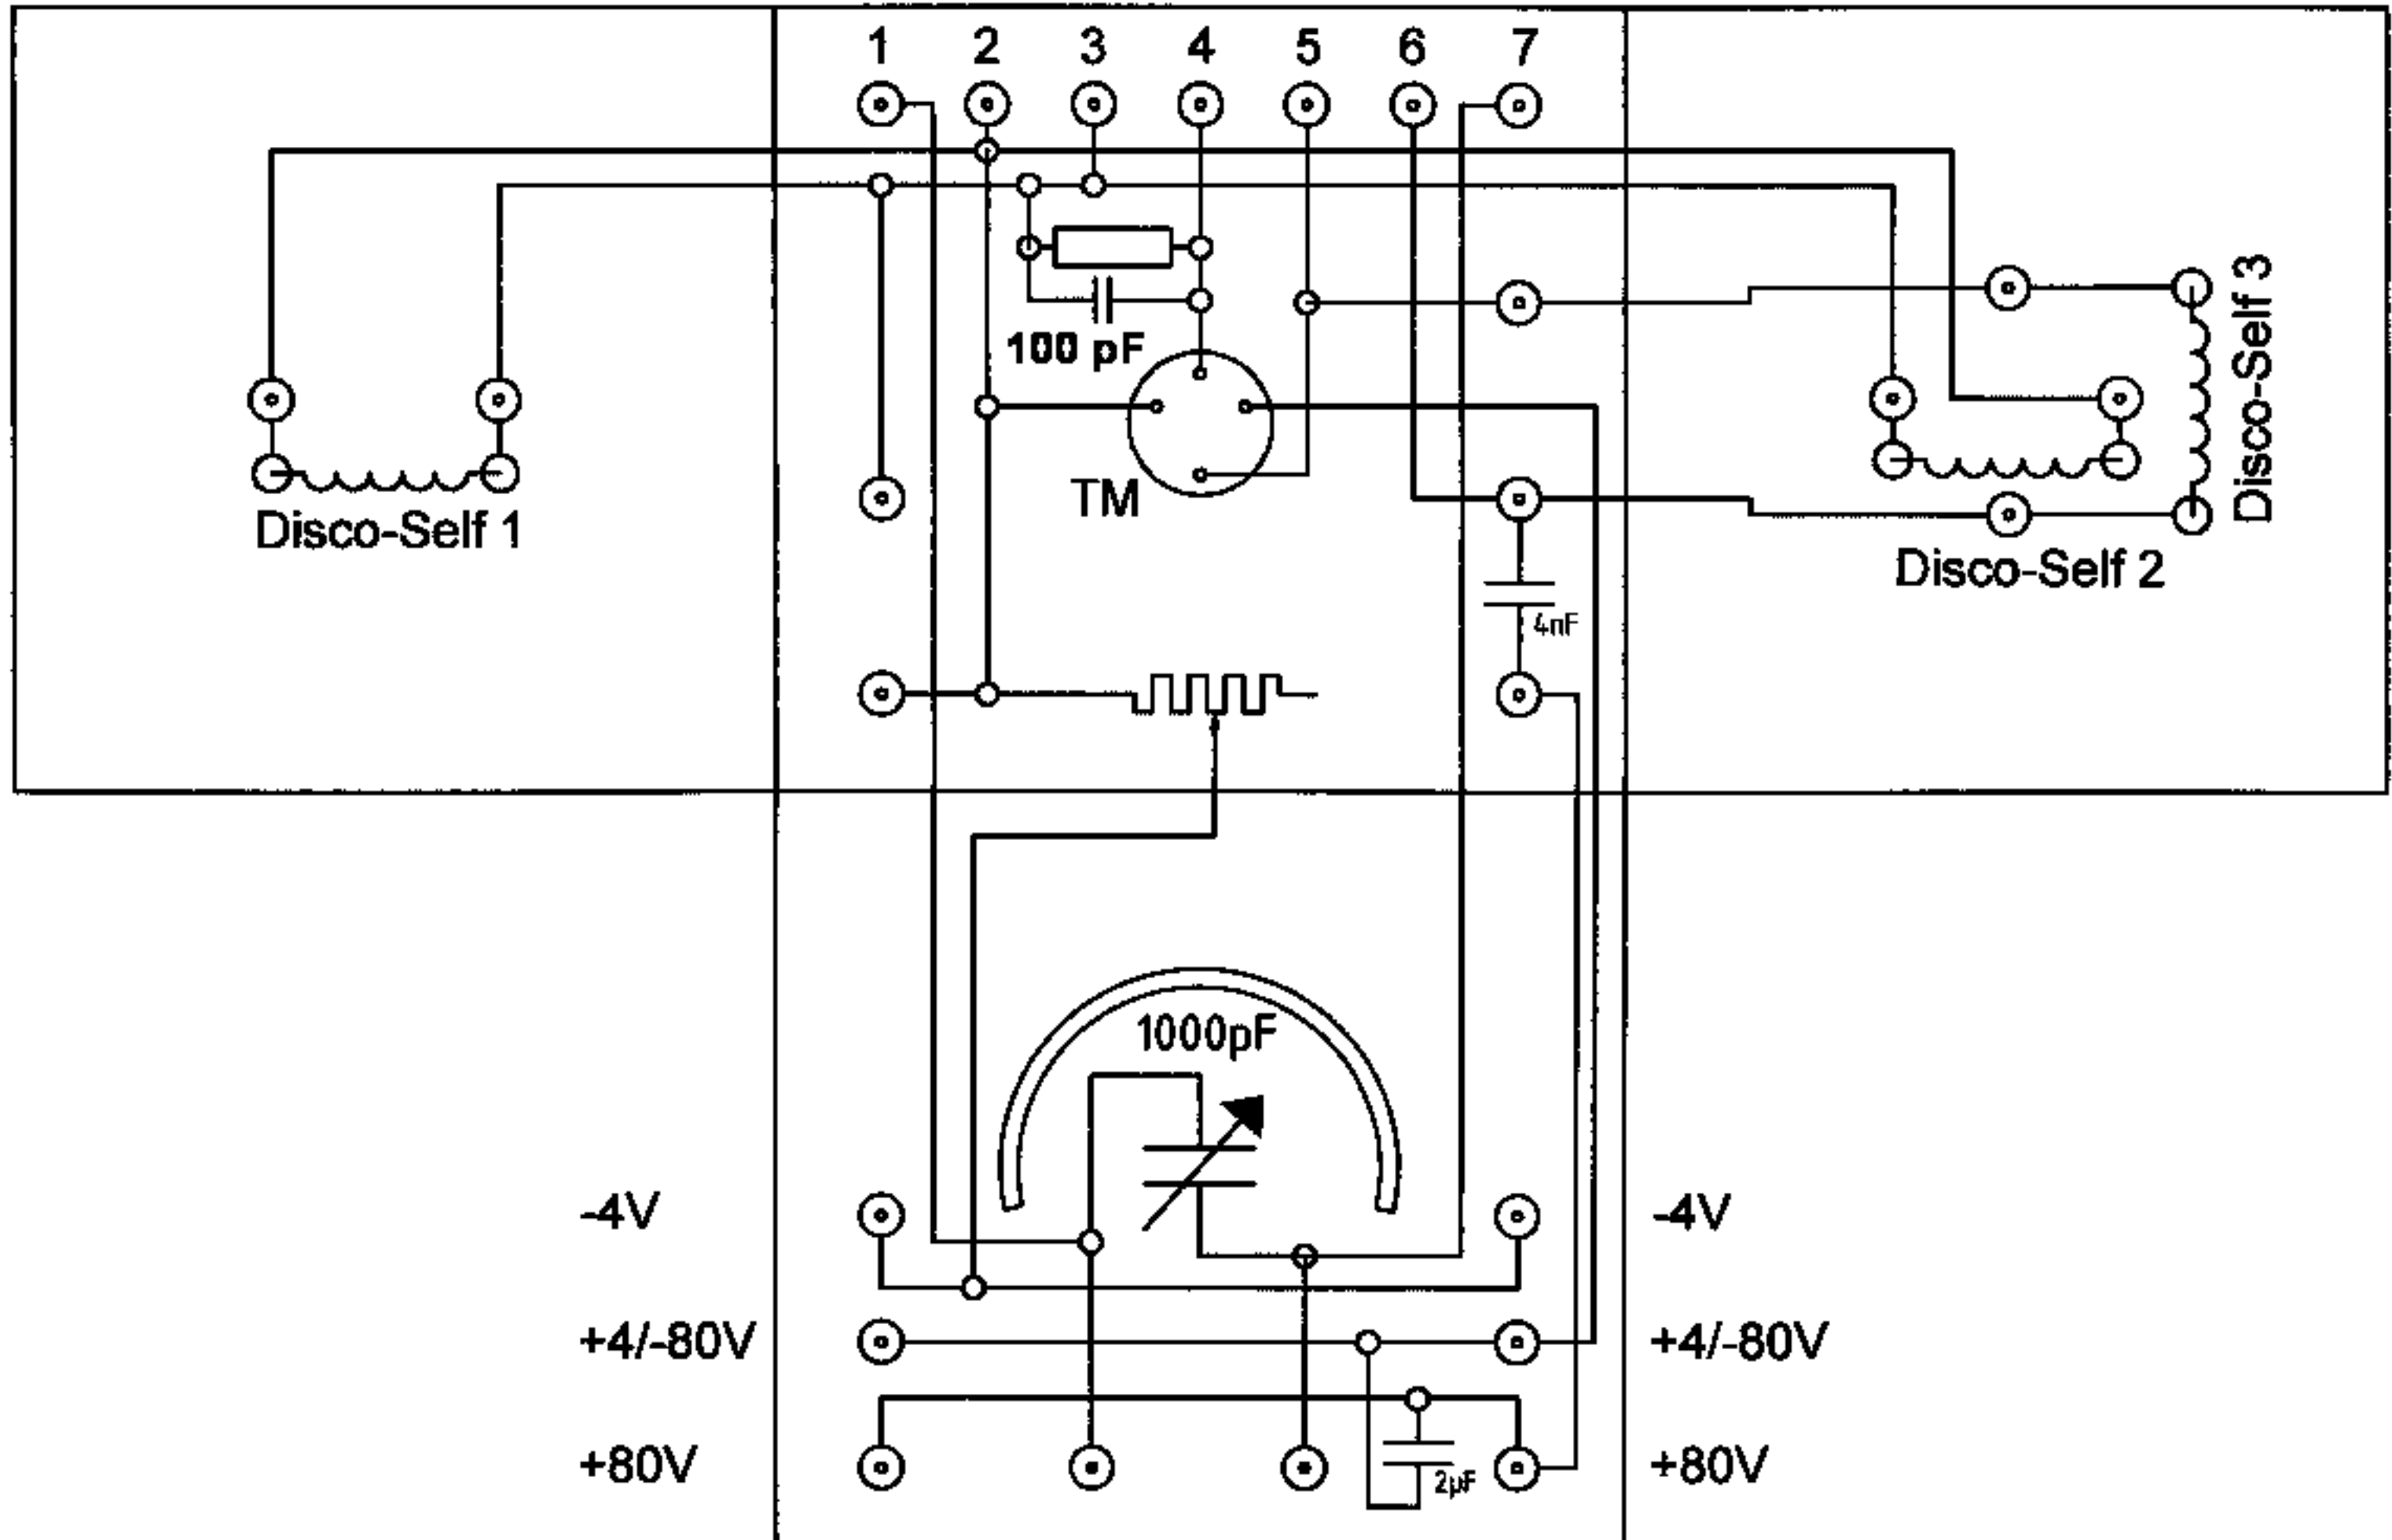 1 2 3 4 5 6 7
100 pF
TM
Disco-Self 1
Disco-Self 3
Disco-Self 2
4nF
1000pF
-4V -4V
+4/-80V +4/-80V
+80V +80V
2µF